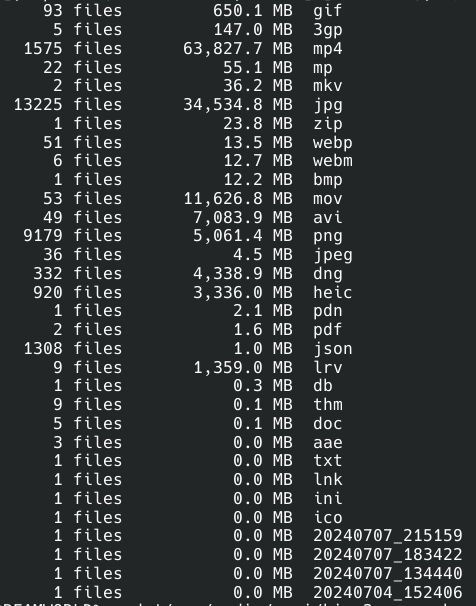 93 files 650.1 MB gif
5 files 147.0 MB 3gp
1575 files 63,827.7 MB mp4
22 files 55.1 MB mp
2 files 36.2 MB mkv
13225 files 34,534.8 MB jpg
1 files 23.8 MB zip
51 files 13.5 MB webp
6 files 12.7 MB webm
1 files 12.2 MB bmp
53 files 11,626.8 MB mov
49 files 7,083.9 MB avi
9179 files 5,061.4 MB png
36 files 4.5 MB jpeg
332 files 4,338.9 MB dng
920 files 3,336.0 MB heic
1 files 2.1 MB pdn
2 files 1.6 MB pdf
1308 files 1.0 MB json
9 files 1,359.0 MB lrv
1 files 0.3 MB db
9 files 0.1 MB thm
5 files 0.1 MB doc
3 files 0.0 MB aae
1 files 0.0 MB txt
1 files 0.0 MB lnk
1 files 0.0 MB ini
1 files 0.0 MB ico
1 files 0.0 MB 20240707_215159
1 files 0.0 MB 20240707_183422
1 files 0.0 MB 20240707_134440
1 files 0.0 MB 20240704_152406